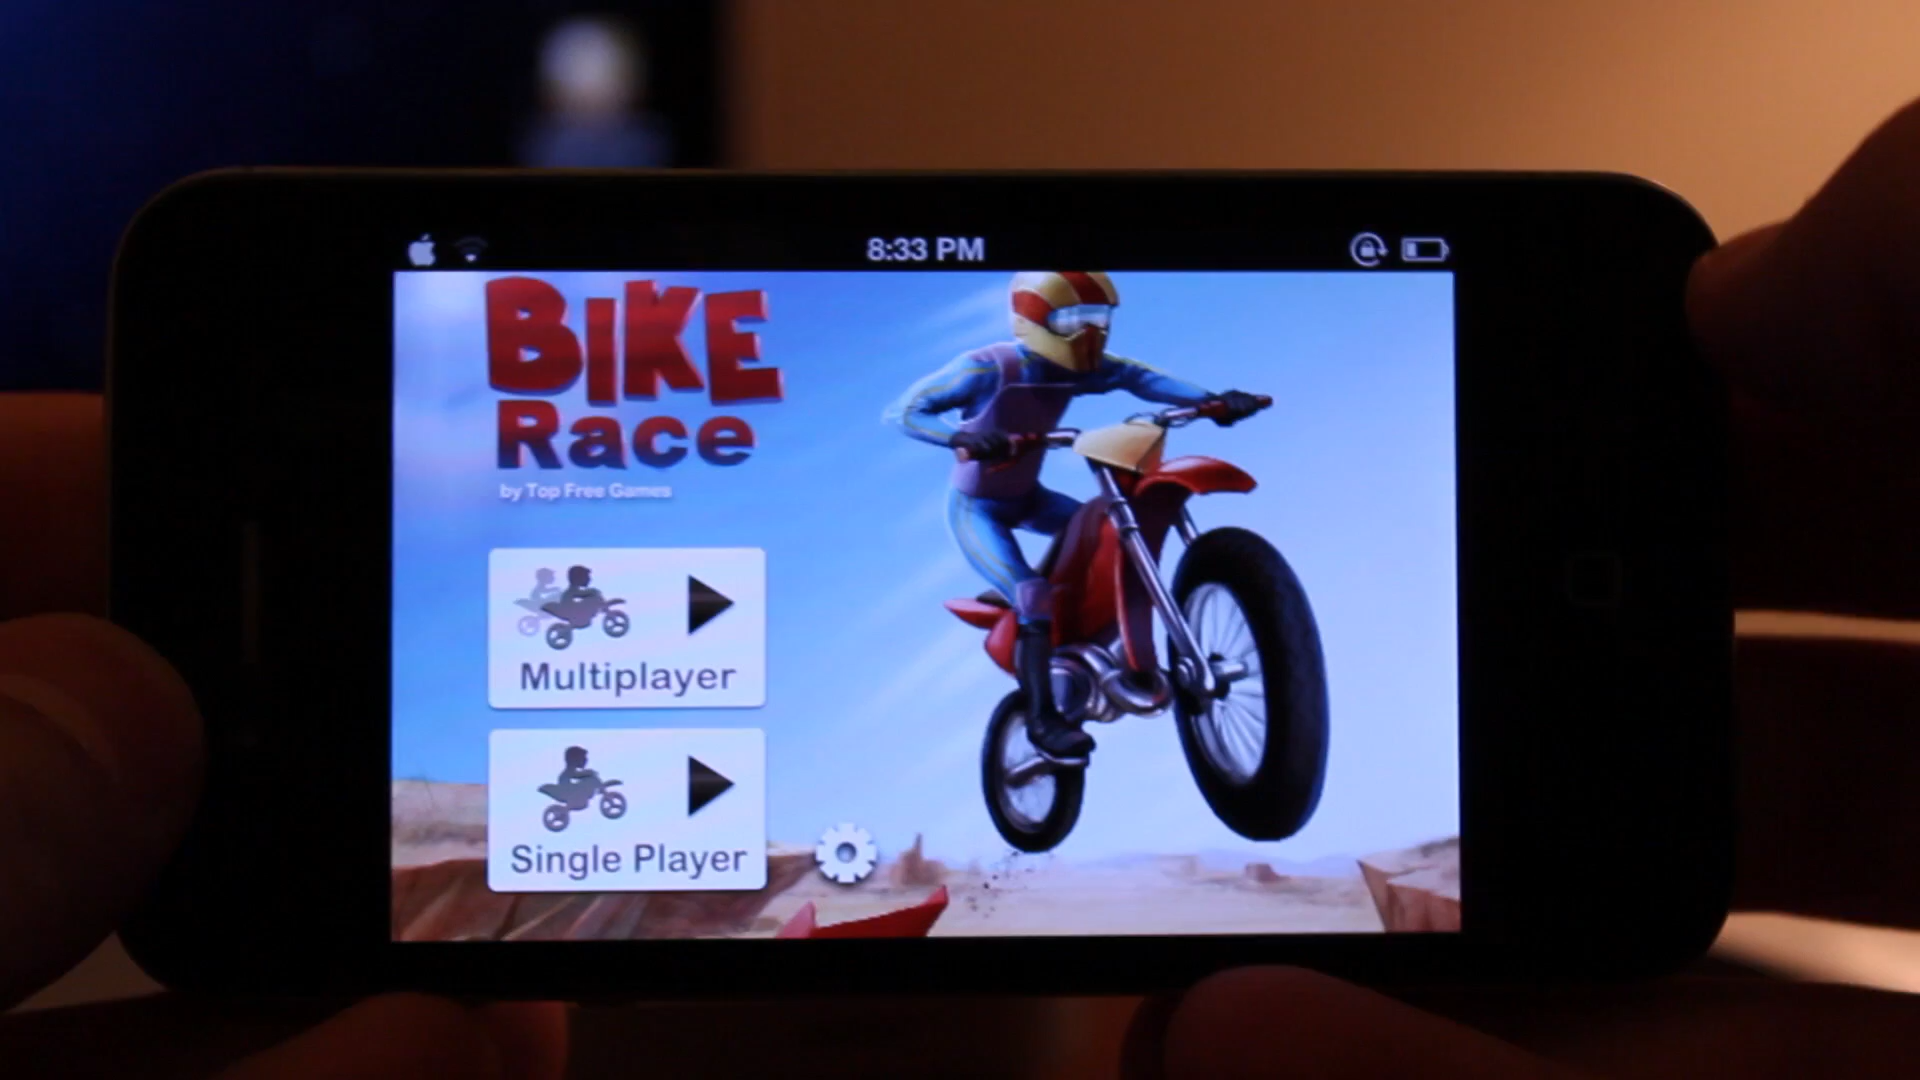 8:33 PM
BIKE
Race
by Top Free Games
Multiplayer
Single Player